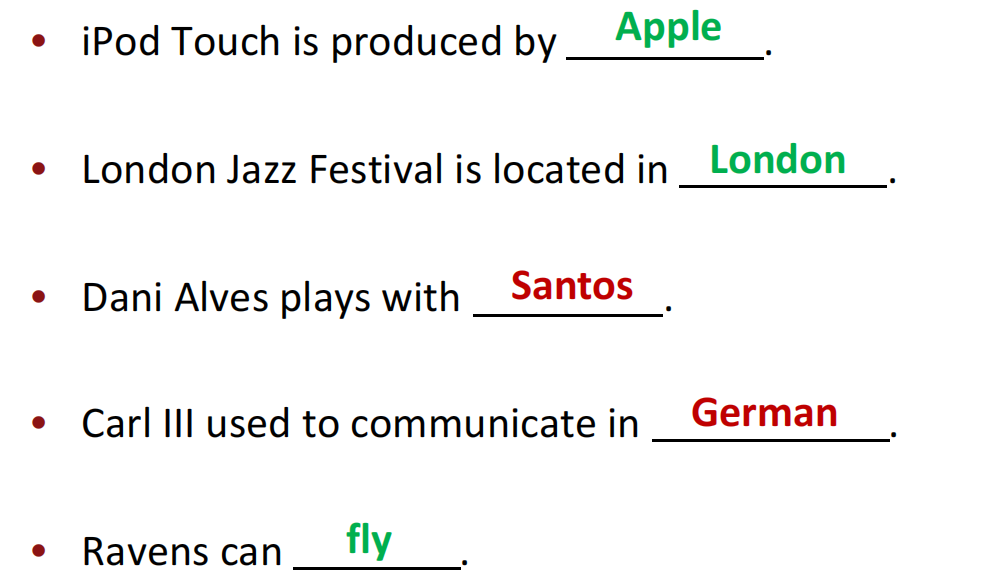 • iPod Touch is produced by Apple.
• London Jazz Festival is located in London.
• Dani Alves plays with Santos.
• Carl III used to communicate in German.
• Ravens can fly.